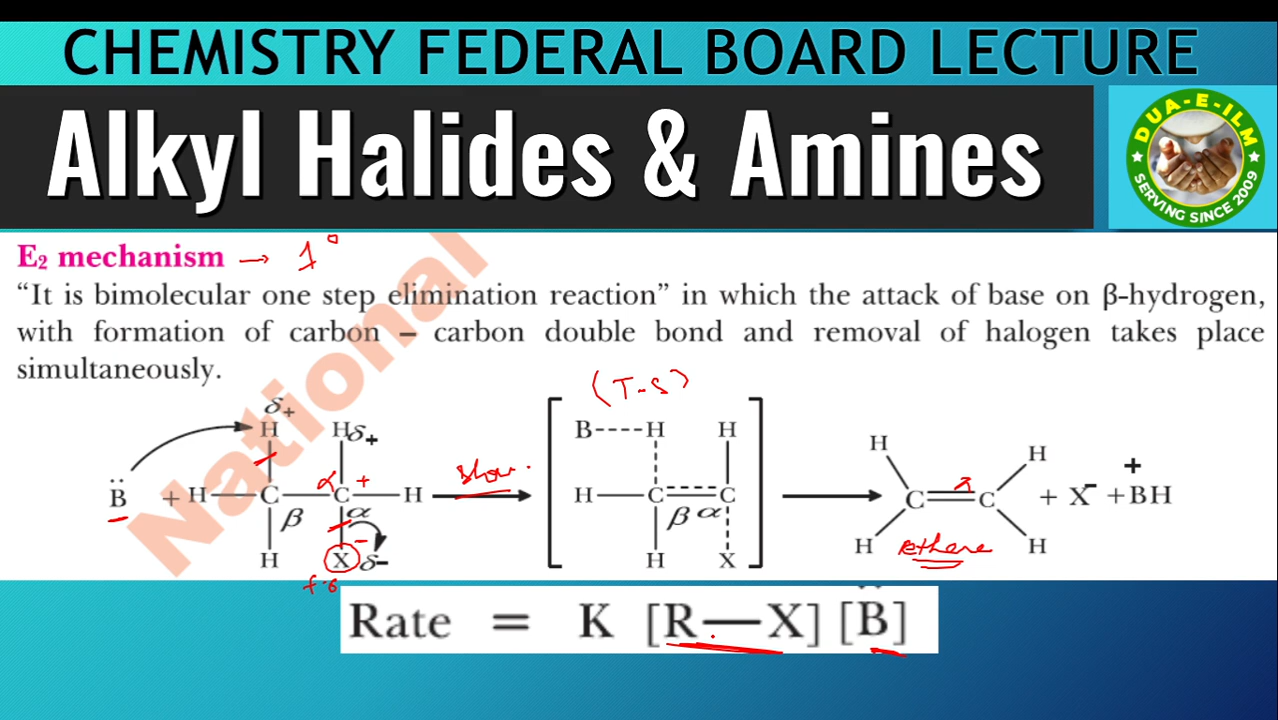 CHEMISTRY FEDERAL BOARD LECTURE
Alkyl Halides & Amines
DUA-E-ILM
SERVING SINCE 2009
E₂ mechanism → 1°
“It is bimolecular one step elimination reaction” in which the attack of base on β-hydrogen,
with formation of carbon – carbon double bond and removal of halogen takes place
simultaneously.
National
(T-S)
δ+
H Hδ+ B----H H H H
α + slow
B̈ + H—C—C—H H—C----C C=C + X⁻ + B⁺H
β α β α
H X δ- H X H ethene H
Rate = K [R—X] [B̈]